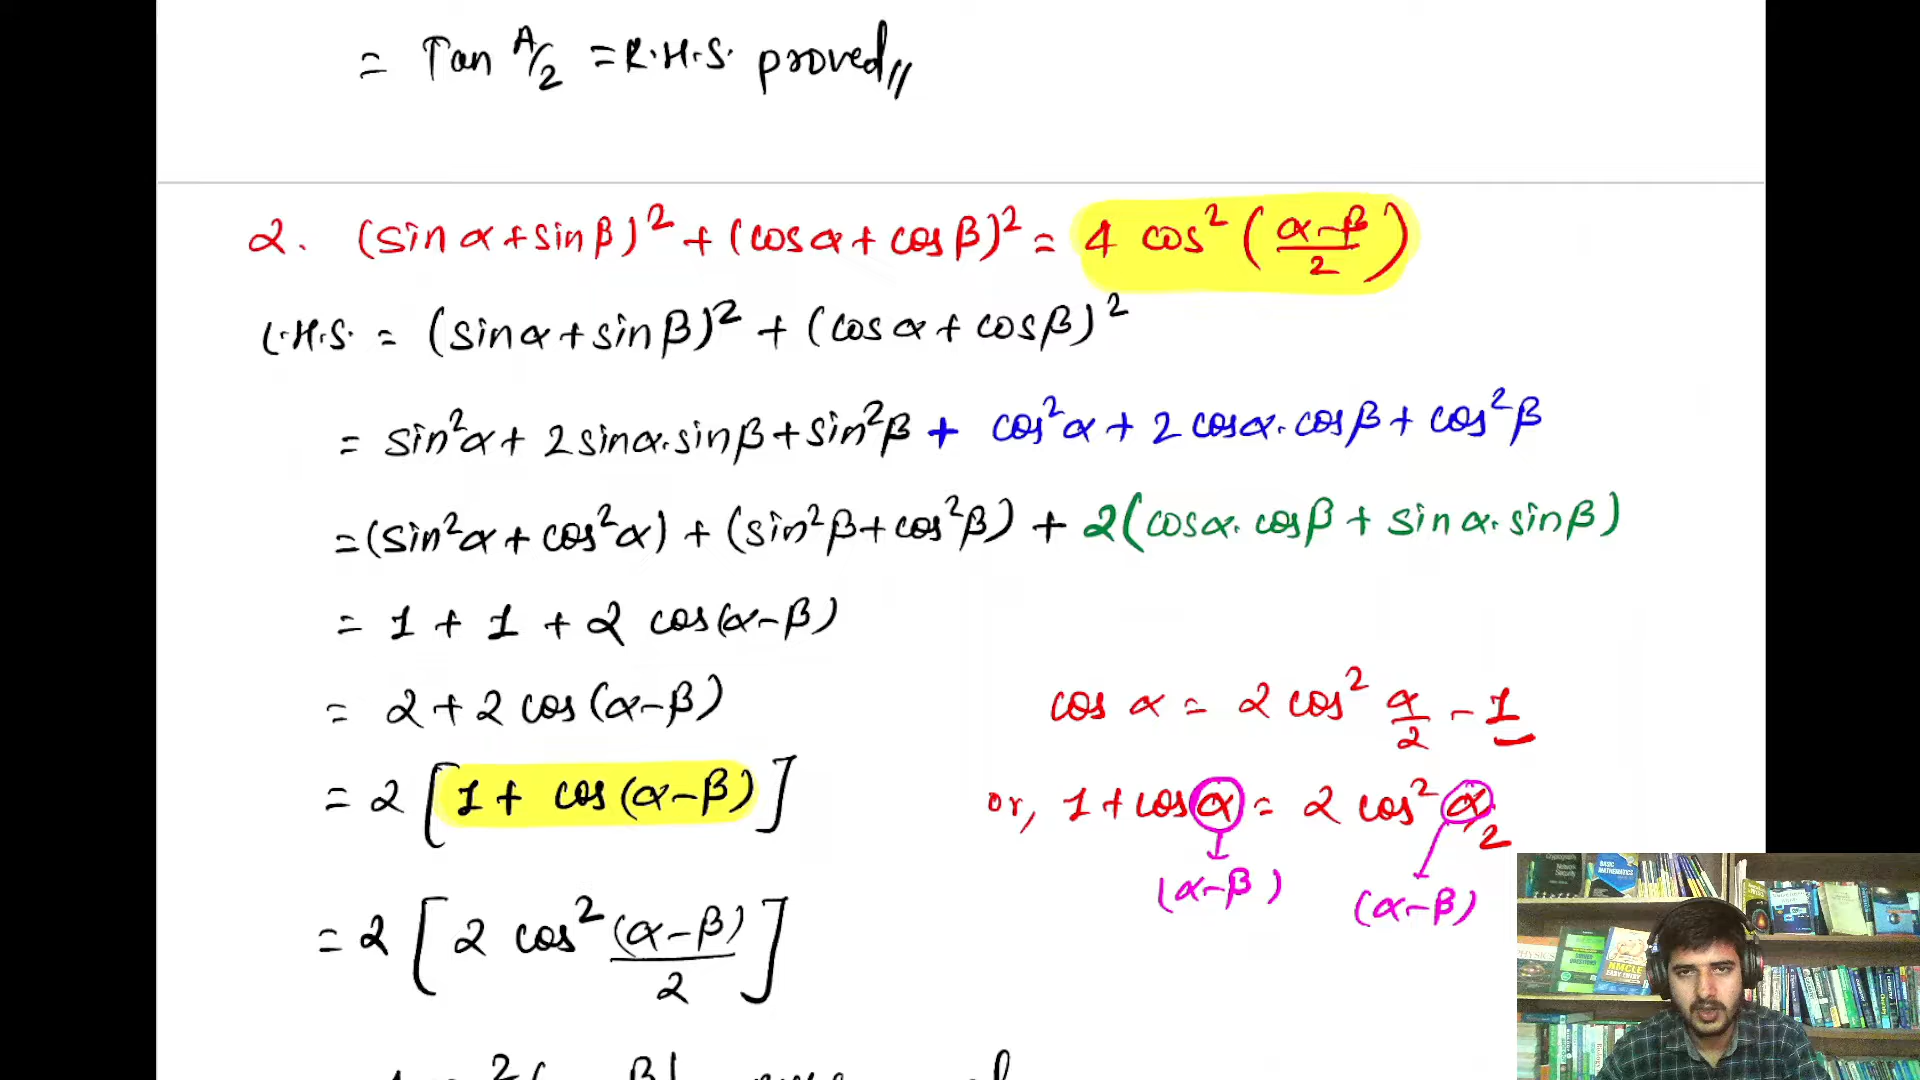 = Tan A/2 = R.H.S. proved//
2. (sin α + sin β)² + (cos α + cos β)² = 4 cos² (α-β/2)
L.H.S. = (sin α + sin β)² + (cos α + cos β)²
= sin²α + 2 sin α. sin β + sin²β + cos²α + 2 cos α. cos β + cos²β
= (sin²α + cos²α) + (sin²β + cos²β) + 2(cos α. cos β + sin α. sin β)
= 1 + 1 + 2 cos(α-β)
= 2 + 2 cos (α-β)
cos α = 2 cos² α/2 - 1
= 2 [1 + cos (α-β)]
or, 1 + cos α = 2 cos² α/2
(α-β) (α-β)
= 2 [2 cos² (α-β)/2]
BASIC MATHEMATICS
NMCLE